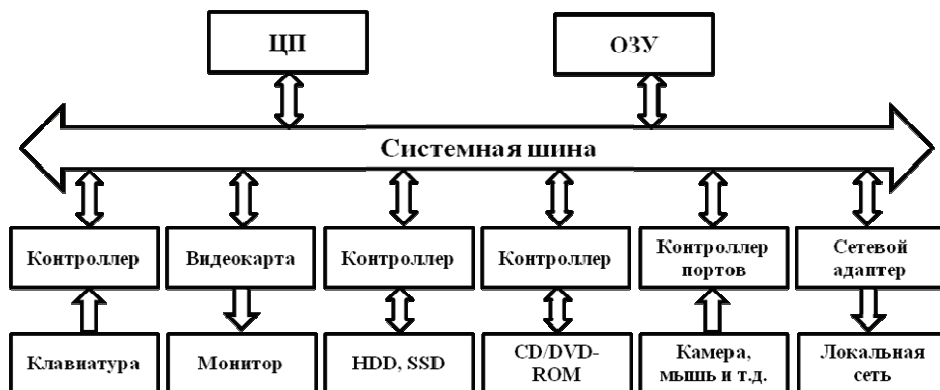 ЦП
ОЗУ
Системная шина
Контроллер
Видеокарта
Контроллер
Контроллер
Контроллер
портов
Сетевой
адаптер
Клавиатура
Монитор
HDD, SSD
CD/DVD-
ROM
Камера,
мышь и т.д.
Локальная
сеть